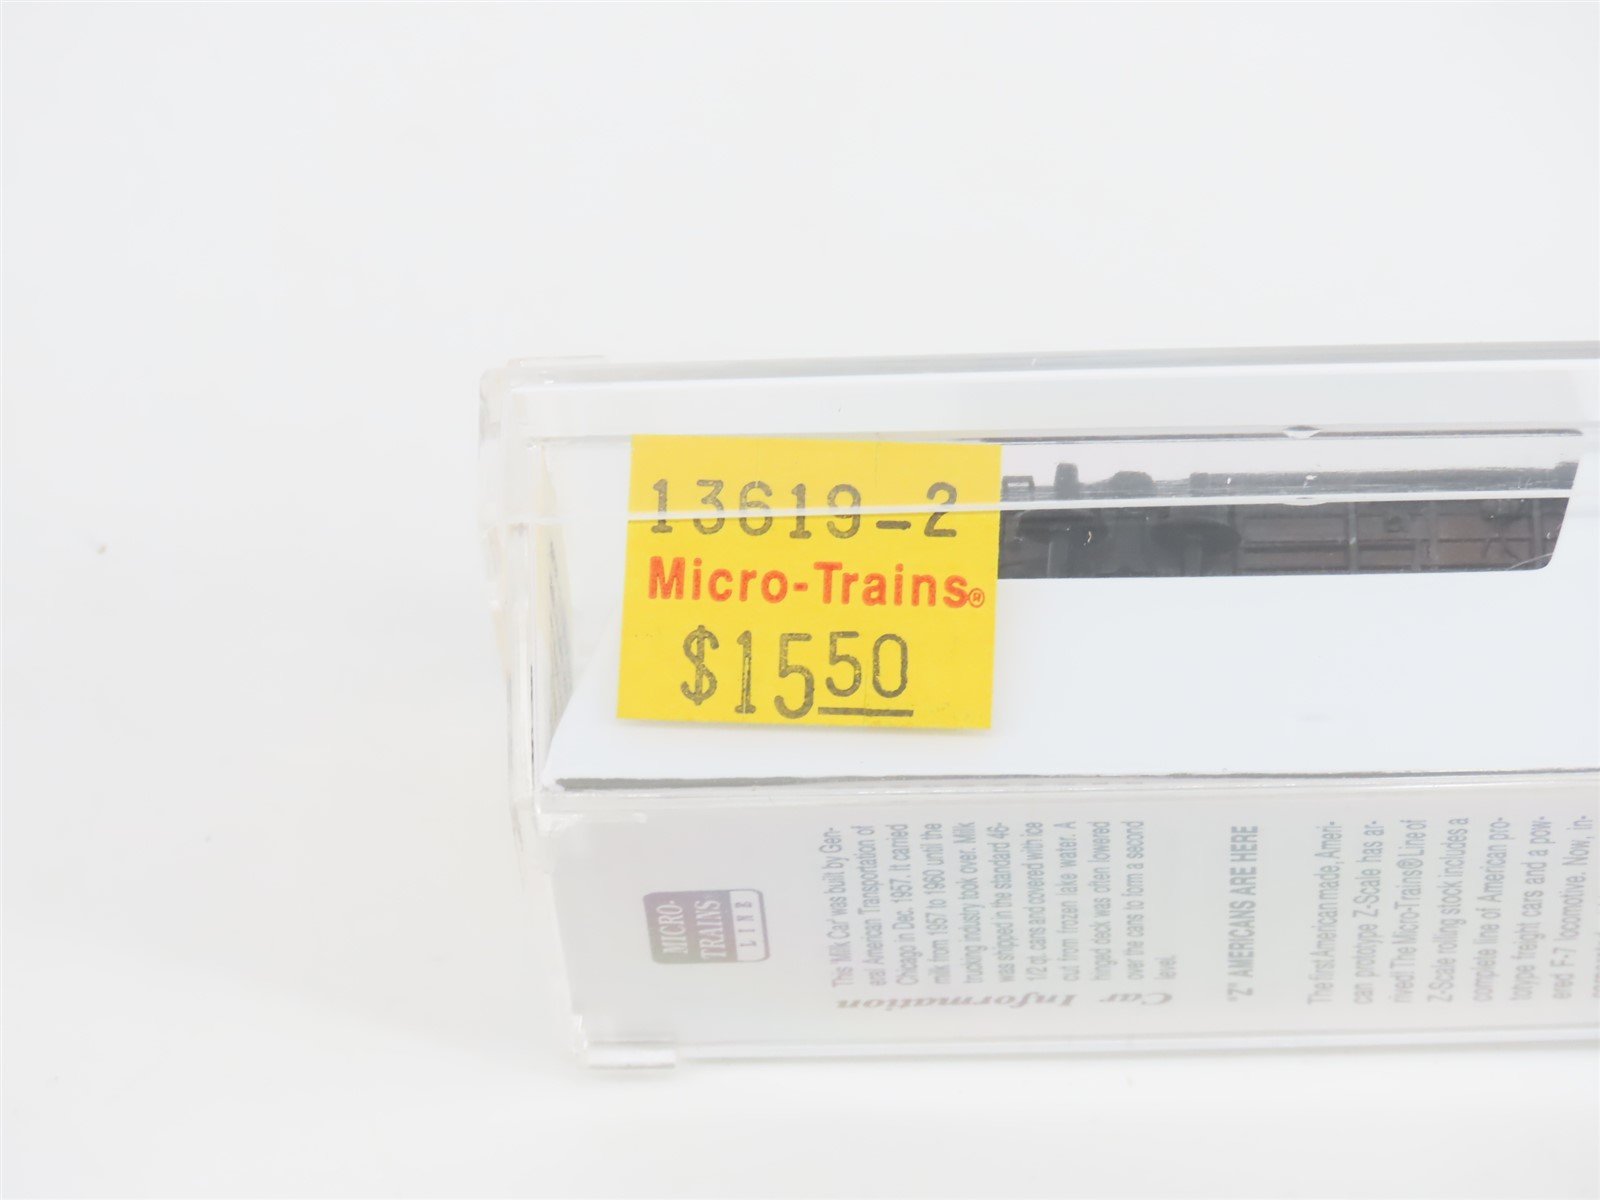 13619-2
Micro-Trains®
$15 50
MICRO-
TRAINS
LINE
Car Information
This 'Milk Car' was built by Gen-
eral American Transportation of
Chicago in Dec. 1957. It carried
milk from 1957 to 1960 until the
trucking industry took over. Milk
was shipped in the standard 46-
1/2 qt. cans and covered with ice
cut from frozen lake water. A
hinged deck was often lowered
over the cans to form a second
level.
"Z" AMERICANS ARE HERE
The first American made, Ameri-
can prototype Z-Scale has ar-
rived! The Micro-Trains® Line of
Z-Scale rolling stock includes a
complete line of American pro-
totype freight cars and a pow-
ered F-7 locomotive. Now, in-